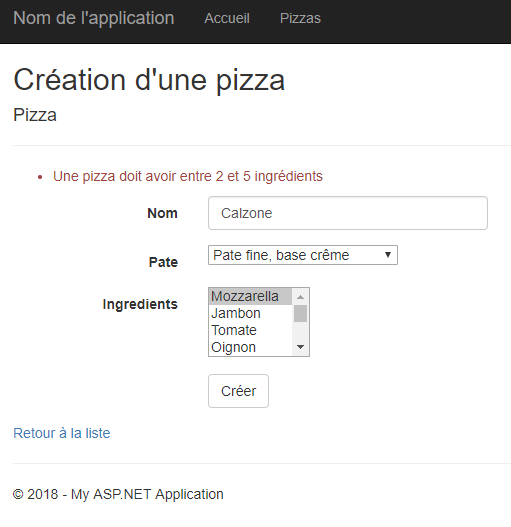 Nom de l'application Accueil Pizzas
Création d'une pizza
Pizza
Une pizza doit avoir entre 2 et 5 ingrédients
Nom Calzone
Pate Pate fine, base crême
Ingredients Mozzarella
Jambon
Tomate
Oignon
Créer
Retour à la liste
© 2018 - My ASP.NET Application